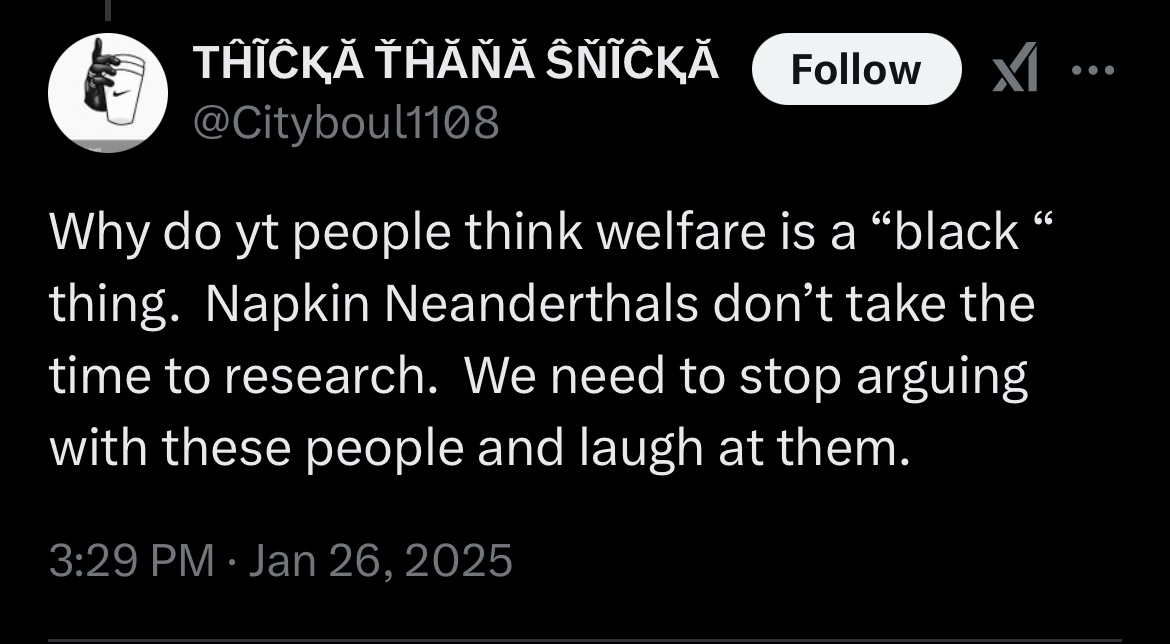 TĤĨĈĶĂ ŤĤĂŇĂ ŜŇĨĈĶĂ
Follow
@Cityboul1108
Why do yt people think welfare is a “black “
thing.  Napkin Neanderthals don’t take the
time to research.  We need to stop arguing
with these people and laugh at them.
3:29 PM · Jan 26, 2025